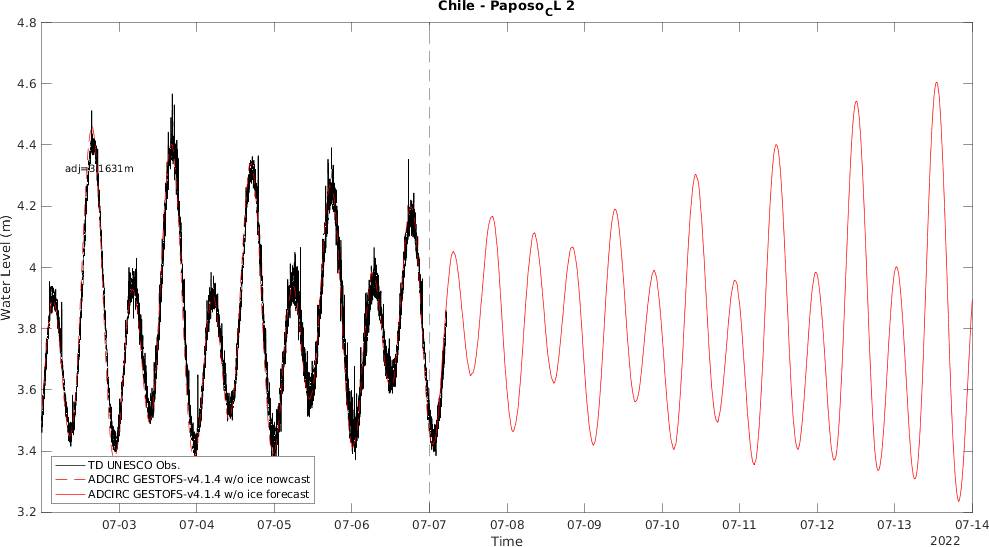 Chile - Paposo_CL 2
4.8
4.6
4.4
adj=3.1631m
4.2
4
3.8
3.6
3.4
3.2
Water Level (m)
TD UNESCO Obs.
ADCIRC GESTOFS-v4.1.4 w/o ice nowcast
ADCIRC GESTOFS-v4.1.4 w/o ice forecast
07-03 07-04 07-05 07-06 07-07 07-08 07-09 07-10 07-11 07-12 07-13 07-14
Time
2022